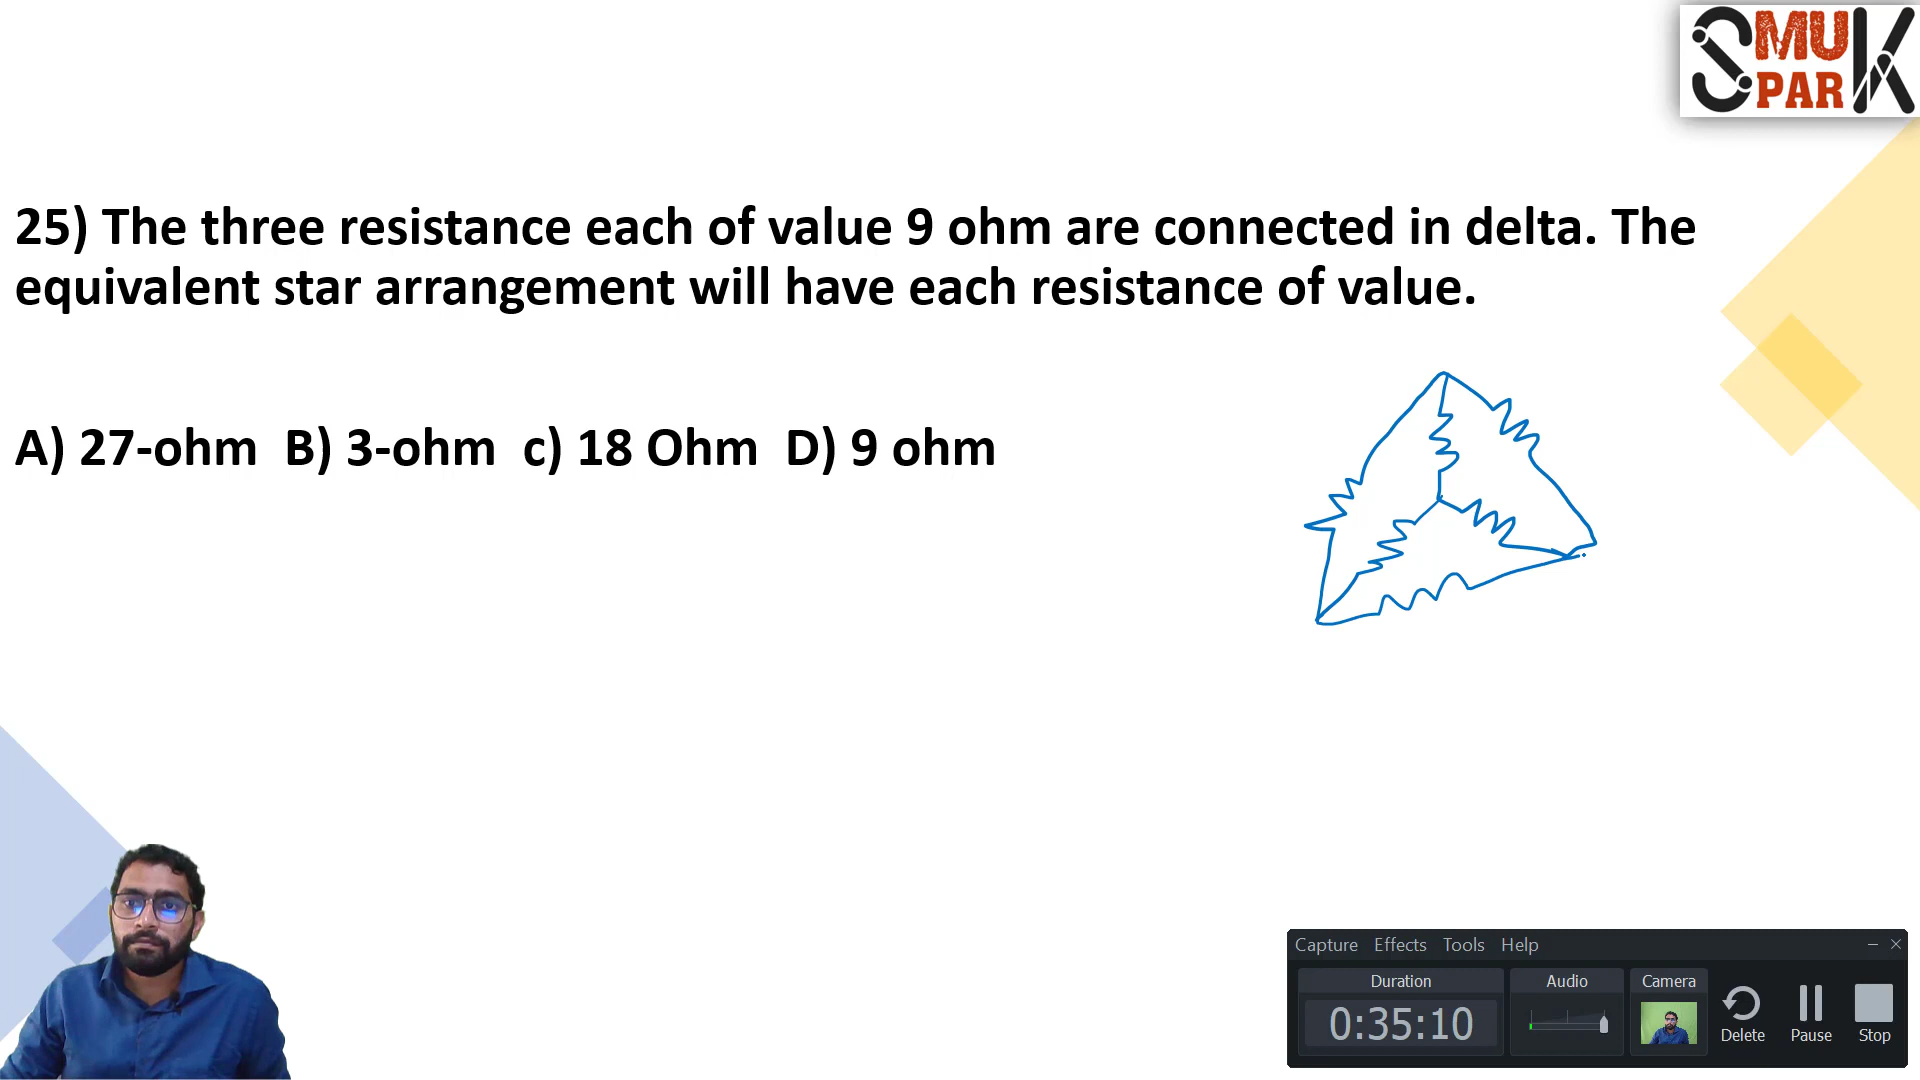 SMUK
SPARK
25) The three resistance each of value 9 ohm are connected in delta. The
equivalent star arrangement will have each resistance of value.
A) 27-ohm B) 3-ohm c) 18 Ohm D) 9 ohm
Capture Effects Tools Help
Duration Audio Camera
0:35:10
Delete Pause Stop